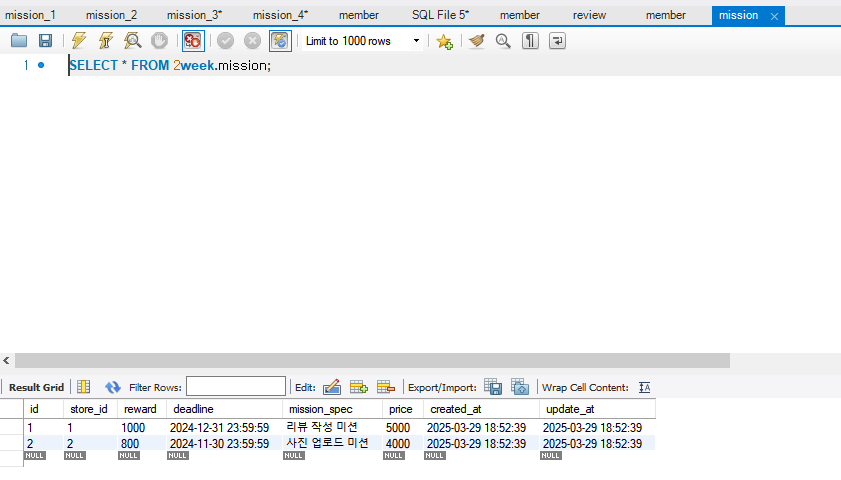 mission_1 mission_2 mission_3* mission_4* member SQL File 5* member review member mission
Limit to 1000 rows
1 SELECT * FROM 2week.mission;
Result Grid Filter Rows: Edit: Export/Import: Wrap Cell Content:
id store_id reward deadline mission_spec price created_at update_at
1 1 1000 2024-12-31 23:59:59 리뷰 작성 미션 5000 2025-03-29 18:52:39 2025-03-29 18:52:39
2 2 800 2024-11-30 23:59:59 사진 업로드 미션 4000 2025-03-29 18:52:39 2025-03-29 18:52:39
NULL NULL NULL NULL NULL NULL NULL NULL